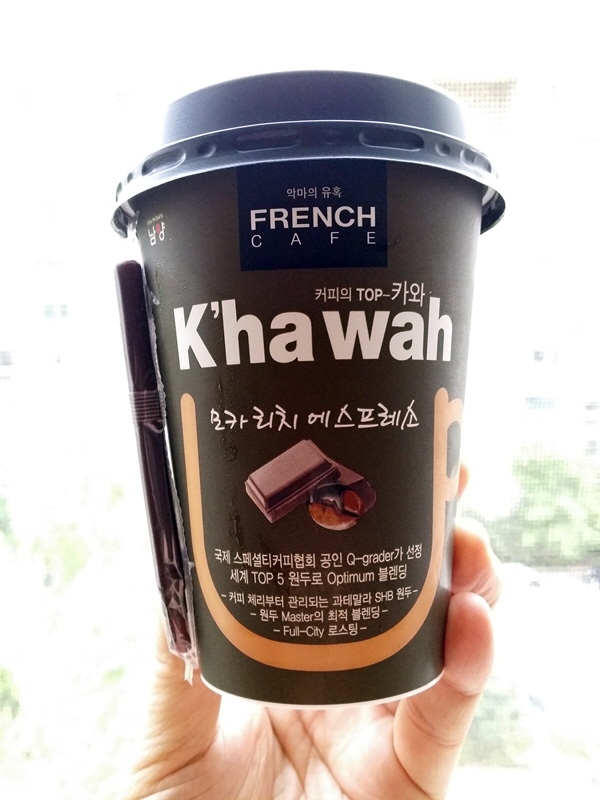 악마의 유혹
FRENCH
CAFE
남양
커피의 TOP-카와
K'hawah
모카 리치 에스프레소
국제 스페셜티커피협회 공인 Q-grader가 선정
세계 TOP 5 원두로 Optimum 블렌딩
- 커피 체리부터 관리되는 과테말라 SHB 원두 -
- 원두 Master의 최적 블렌딩 -
- Full-City 로스팅 -